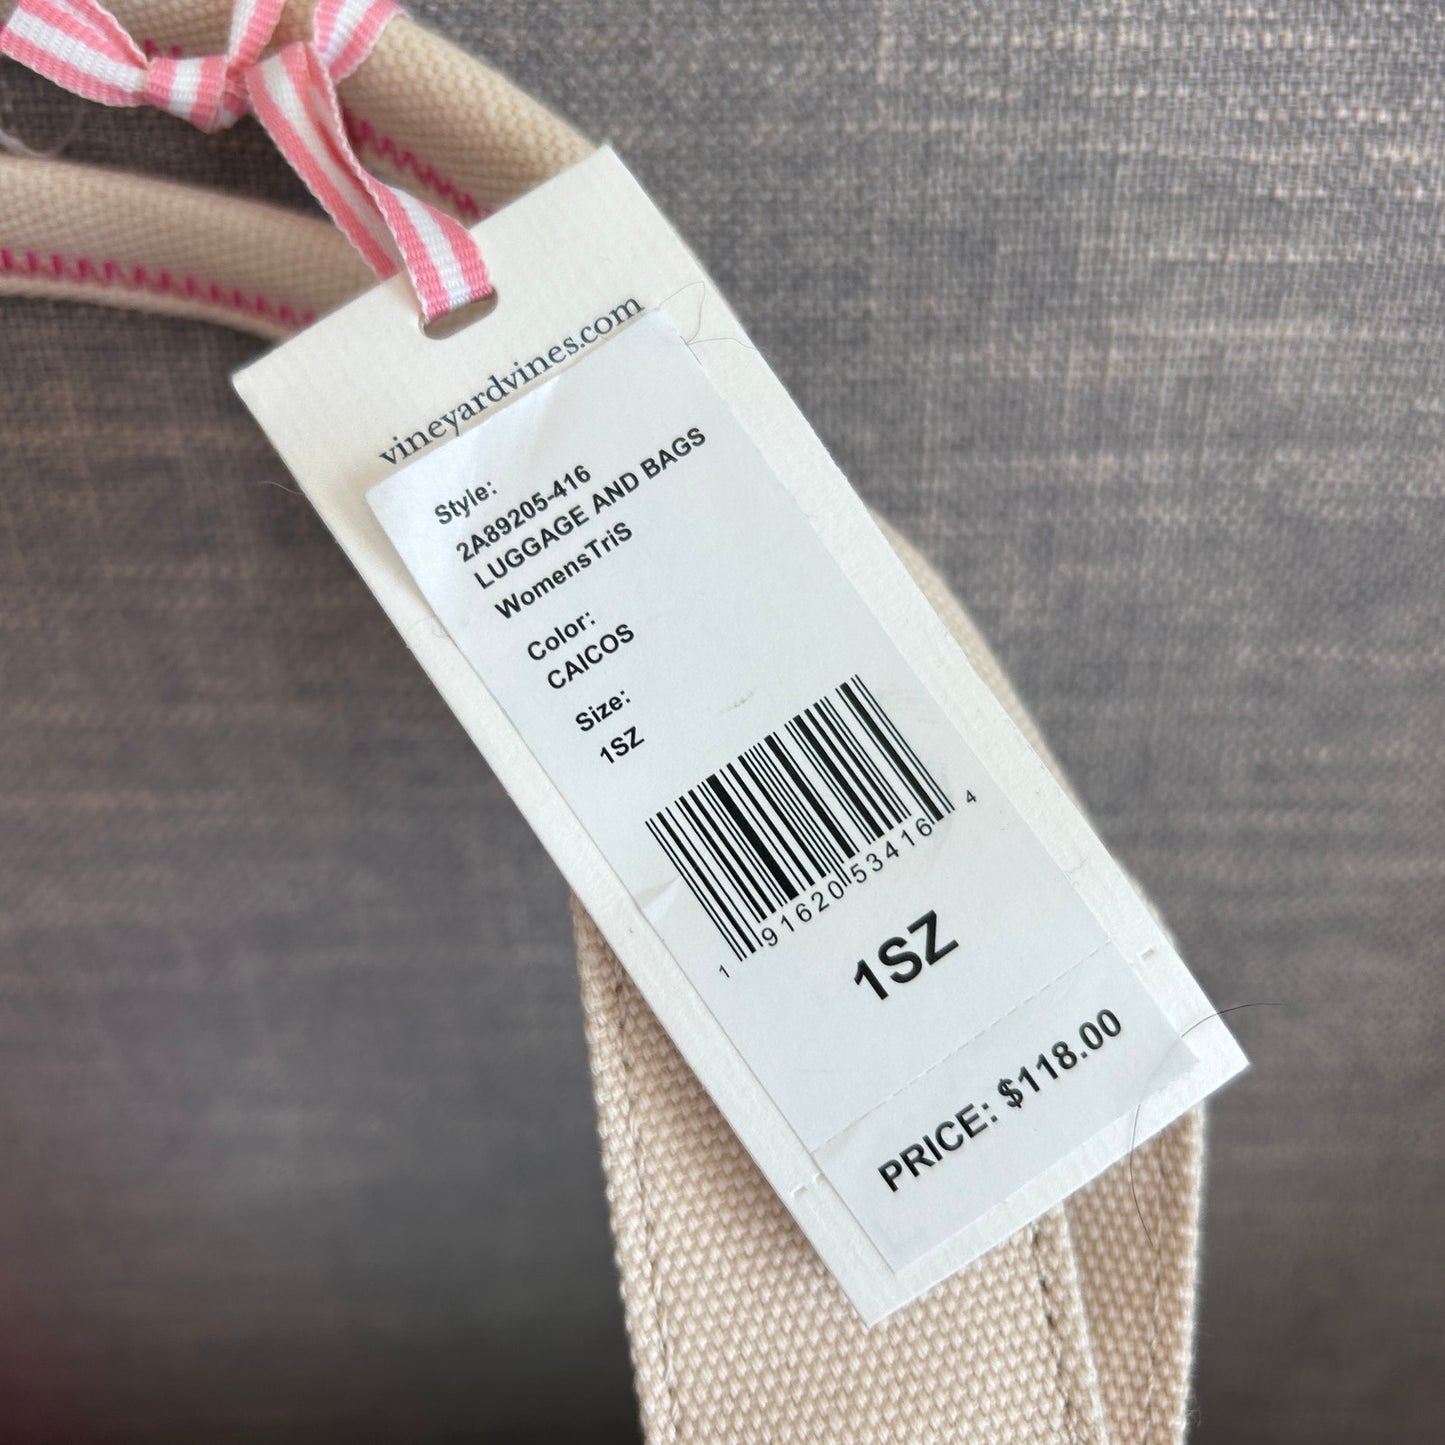 vineyardvines.com
Style:
2A89205-416
LUGGAGE AND BAGS
WomensTriS
Color:
CAICOS
Size:
1SZ
1 91620 53416 4
1SZ
PRICE: $118.00